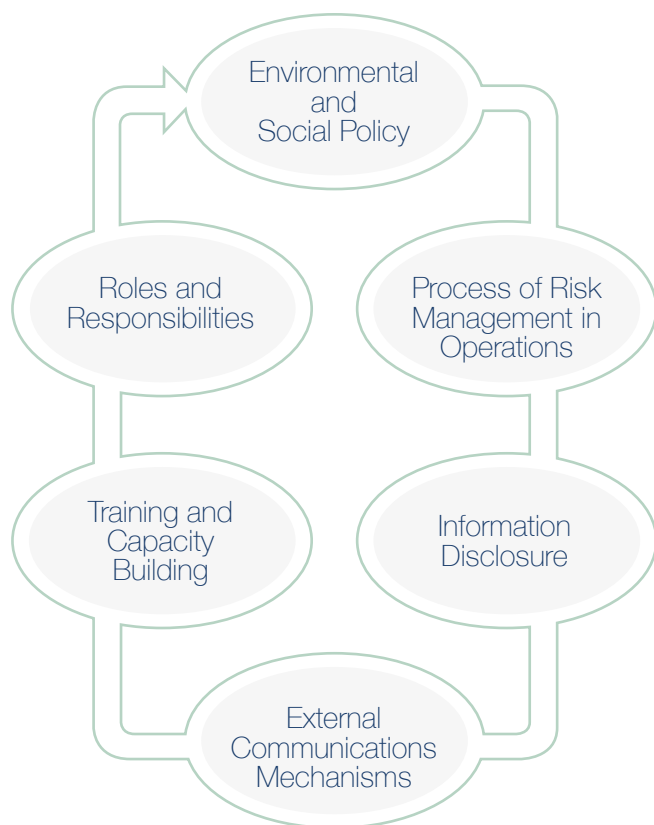 Environmental
and
Social Policy
Roles and
Responsibilities
Process of Risk
Management in
Operations
Training and
Capacity
Building
Information
Disclosure
External
Communications
Mechanisms